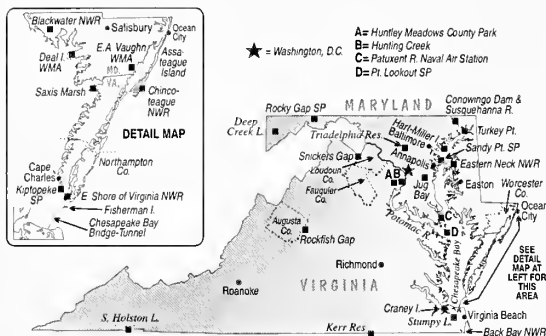 Blackwater NWR
Salisbury
Ocean
City
Deal I.
WMA
E.A. Vaughn
WMA
Assa-
teague
Island
MD.
VA.
Saxis Marsh
Chinco-
teague
NWR
DETAIL MAP
Cape
Charles
Northampton
Co.
Kiptopeke
SP
E Shore of Virginia NWR
Fisherman I.
Chesapeake Bay
Bridge-Tunnel
= Washington, D.C.
A= Huntley Meadows County Park
B= Hunting Creek
C= Patuxent R. Naval Air Station
D= Pt. Lookout SP
Rocky Gap SP
MARYLAND
Conowingo Dam &
Susquehanna R.
Deep
Creek L.
Triadelphia Res.
Hart-Miller I.
Baltimore
Turkey Pt.
Snickers Gap
Annapolis
Sandy Pt. SP
Eastern Neck NWR
Loudoun
Co.
A B
Jug
Bay
Easton
Worcester
Co.
Fauquier
Co.
Ocean
City
Augusta
Co.
Rockfish Gap
Potomac R.
C
D
SEE
DETAIL
MAP AT
LEFT FOR
THIS
AREA
Chesapeake Bay
VIRGINIA
Richmond
Roanoke
S. Holston L.
Kerr Res
Craney I.
Stumpy L.
Virginia Beach
Back Bay NWR